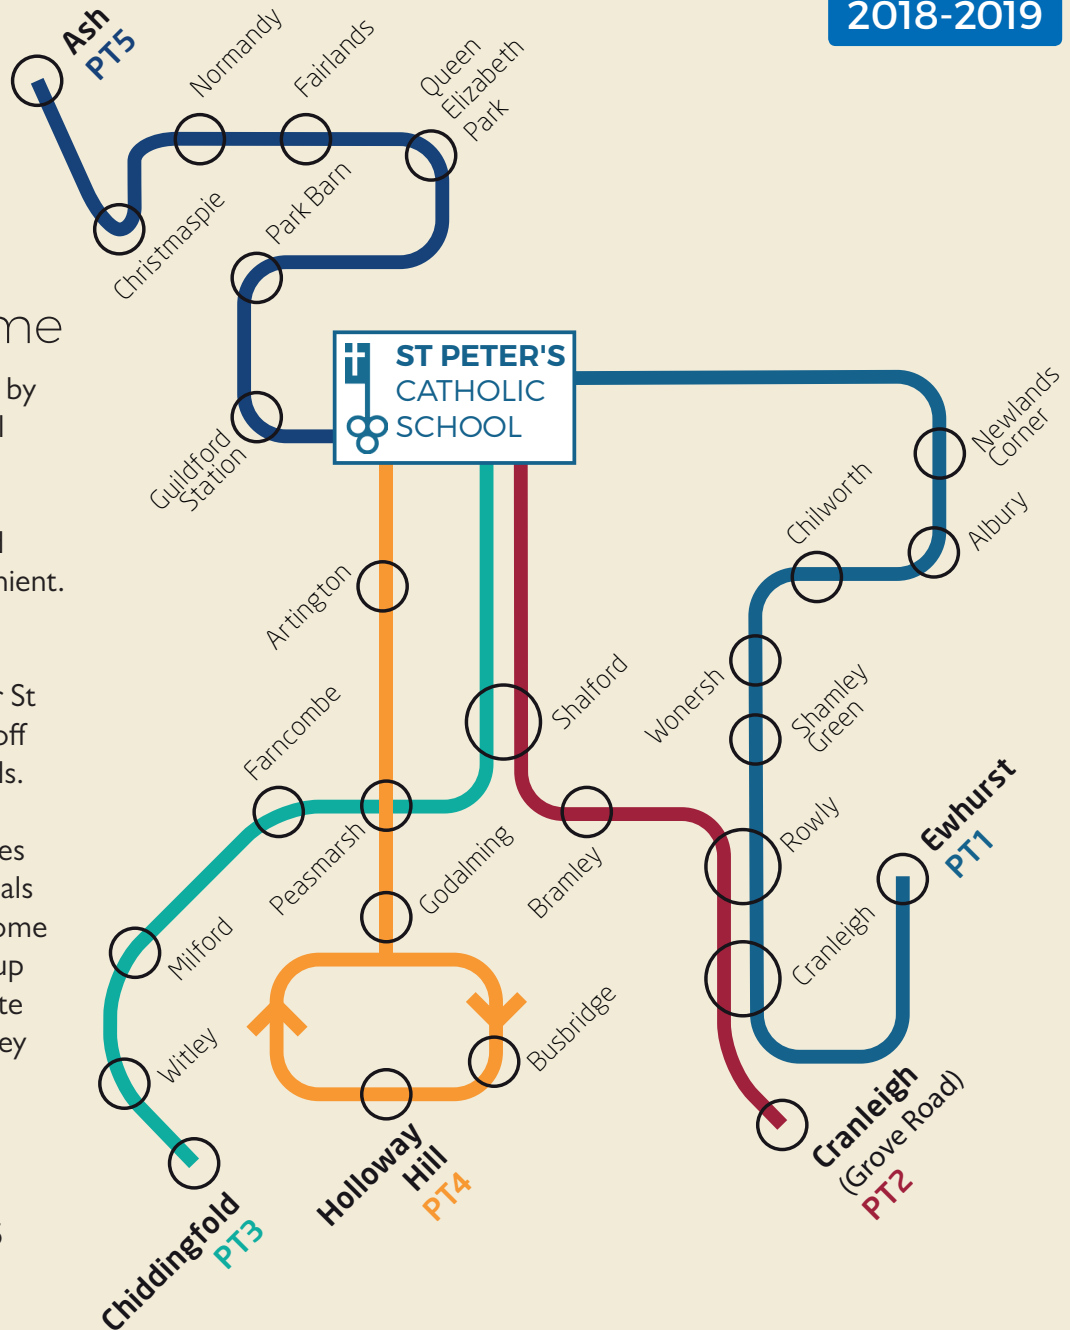 2018-2019
Ash
PT5
Normandy
Fairlands
Queen
Elizabeth
Park
Christmaspie
Park Barn
me
by
ST PETER'S
CATHOLIC
SCHOOL
Guildford
Station
Newlands
Corner
Chilworth
Albury
Artington
nient.
r St
off
ls.
Farncombe
Shalford
Wonersh
Shamley
Green
Peasmarsh
Godalming
Bramley
Rowly
Ewhurst
PT1
es
als
ome
up
te
ey
Milford
Cranleigh
Witley
Busbridge
Holloway
Hill
PT4
Cranleigh
(Grove Road)
PT2
Chiddingfold
PT3